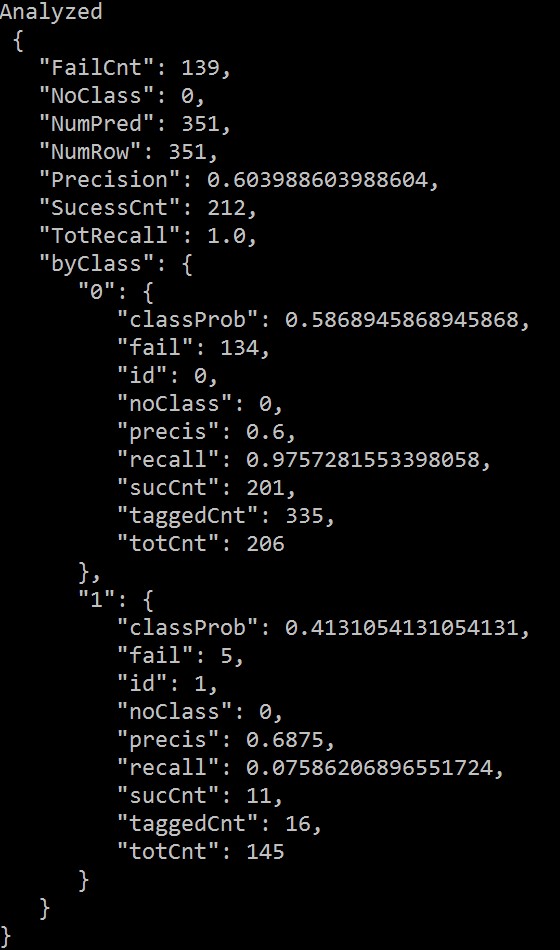 Analyzed
 {
   "FailCnt": 139,
   "NoClass": 0,
   "NumPred": 351,
   "NumRow": 351,
   "Precision": 0.603988603988604,
   "SucessCnt": 212,
   "TotRecall": 1.0,
   "byClass": {
      "0": {
         "classProb": 0.5868945868945868,
         "fail": 134,
         "id": 0,
         "noClass": 0,
         "precis": 0.6,
         "recall": 0.9757281553398058,
         "sucCnt": 201,
         "taggedCnt": 335,
         "totCnt": 206
      },
      "1": {
         "classProb": 0.4131054131054131,
         "fail": 5,
         "id": 1,
         "noClass": 0,
         "precis": 0.6875,
         "recall": 0.07586206896551724,
         "sucCnt": 11,
         "taggedCnt": 16,
         "totCnt": 145
      }
   }
}